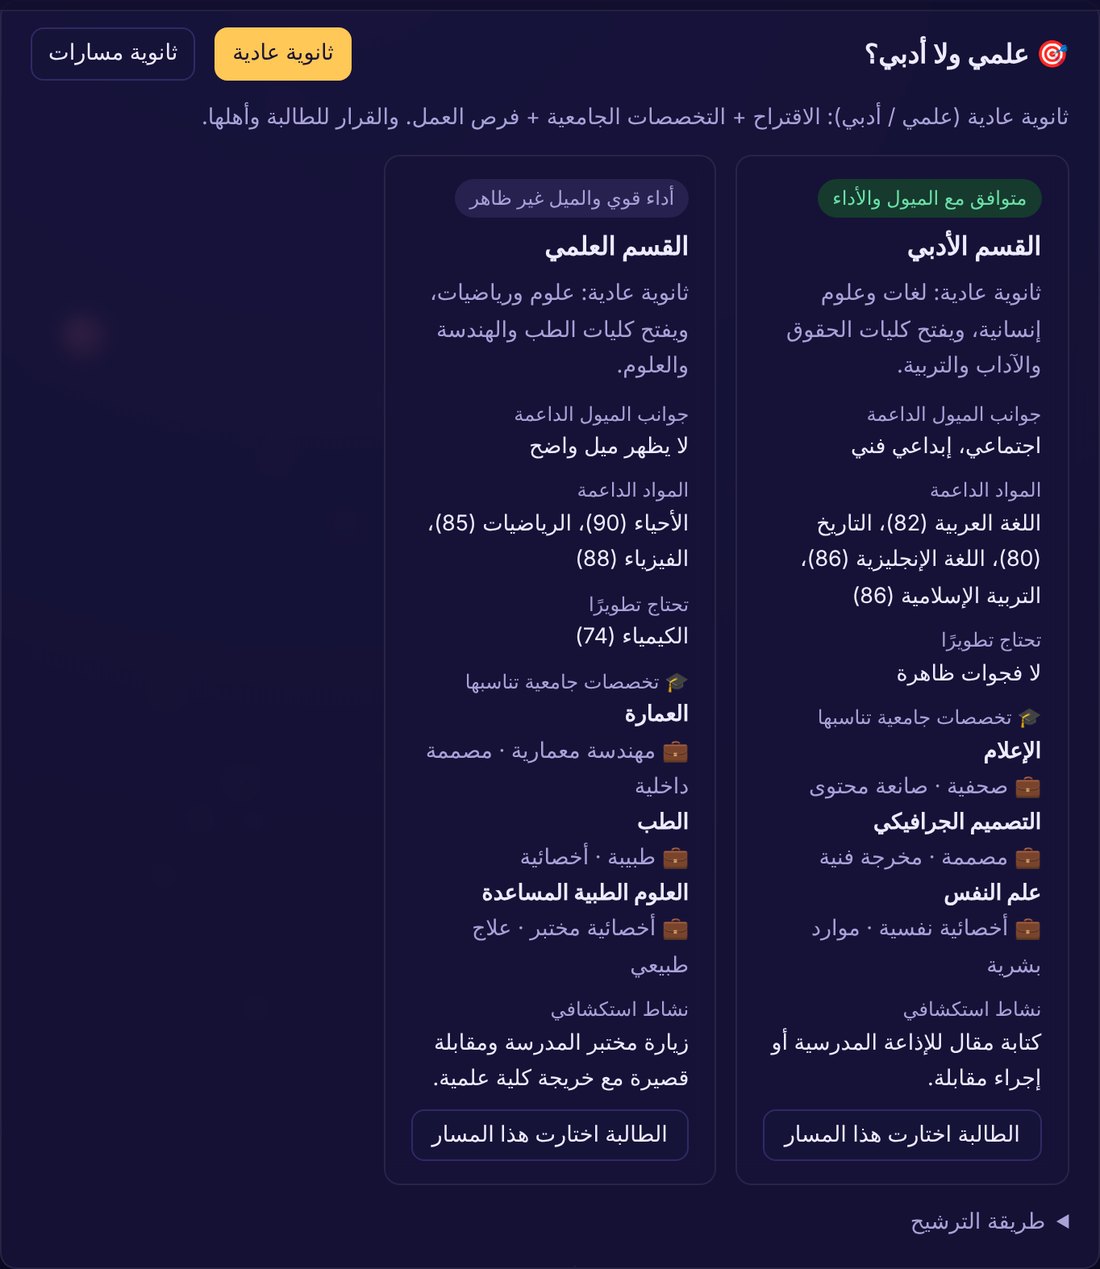 🎯 علمي ولا أدبي؟
ثانوية عادية
ثانوية مسارات
ثانوية عادية (علمي / أدبي): الاقتراح + التخصصات الجامعية + فرص العمل. والقرار للطالبة وأهلها.
متوافق مع الميول والأداء
القسم الأدبي
ثانوية عادية: لغات وعلوم
إنسانية، ويفتح كليات الحقوق
والآداب والتربية.
جوانب الميول الداعمة
اجتماعي، إبداعي فني
المواد الداعمة
اللغة العربية (82)، التاريخ
(80)، اللغة الإنجليزية (86)،
التربية الإسلامية (86)
تحتاج تطويرًا
لا فجوات ظاهرة
🎓 تخصصات جامعية تناسبها
الإعلام
💼 صحفية · صانعة محتوى
التصميم الجرافيكي
💼 مصممة · مخرجة فنية
علم النفس
💼 أخصائية نفسية · موارد
بشرية
نشاط استكشافي
كتابة مقال للإذاعة المدرسية أو
إجراء مقابلة.
الطالبة اختارت هذا المسار
أداء قوي والميل غير ظاهر
القسم العلمي
ثانوية عادية: علوم ورياضيات،
ويفتح كليات الطب والهندسة
والعلوم.
جوانب الميول الداعمة
لا يظهر ميل واضح
المواد الداعمة
الأحياء (90)، الرياضيات (85)،
الفيزياء (88)
تحتاج تطويرًا
الكيمياء (74)
🎓 تخصصات جامعية تناسبها
العمارة
💼 مهندسة معمارية · مصممة
داخلية
الطب
💼 طبيبة · أخصائية
العلوم الطبية المساعدة
💼 أخصائية مختبر · علاج
طبيعي
نشاط استكشافي
زيارة مختبر المدرسة ومقابلة
قصيرة مع خريجة كلية علمية.
الطالبة اختارت هذا المسار
◀ طريقة الترشيح